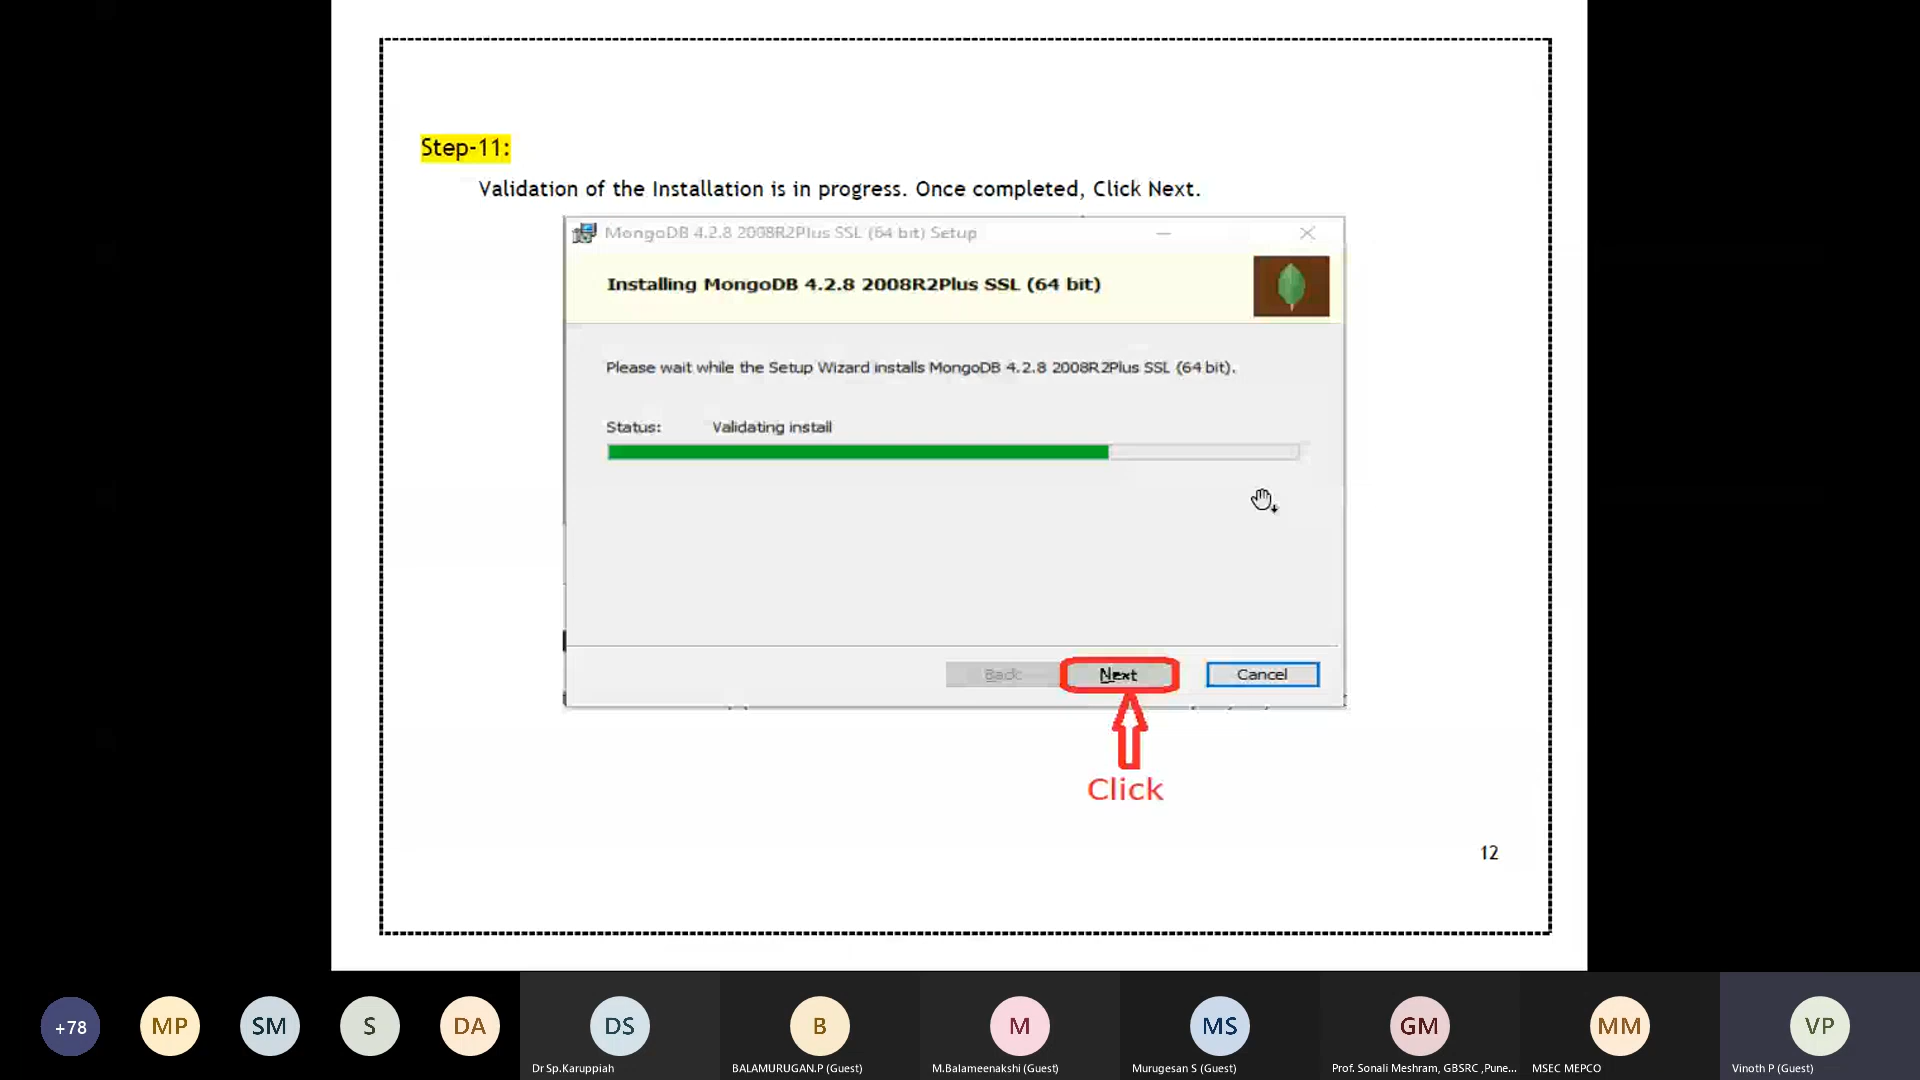 Step-11:
Validation of the Installation is in progress. Once completed, Click Next.
MongoDB 4.2.8 2008R2Plus SSL (64 bit) Setup
Installing MongoDB 4.2.8 2008R2Plus SSL (64 bit)
Please wait while the Setup Wizard installs MongoDB 4.2.8 2008R2Plus SSL (64 bit).
Status: Validating install
Back Next Cancel
Click
12
+78 MP SM S DA DS B M MS GM MM VP
Dr Sp.Karuppiah BALAMURUGAN.P (Guest) M.Balameenakshi (Guest) Murugesan S (Guest) Prof. Sonali Meshram, GBSRC ,Pune... MSEC MEPCO Vinoth P (Guest)